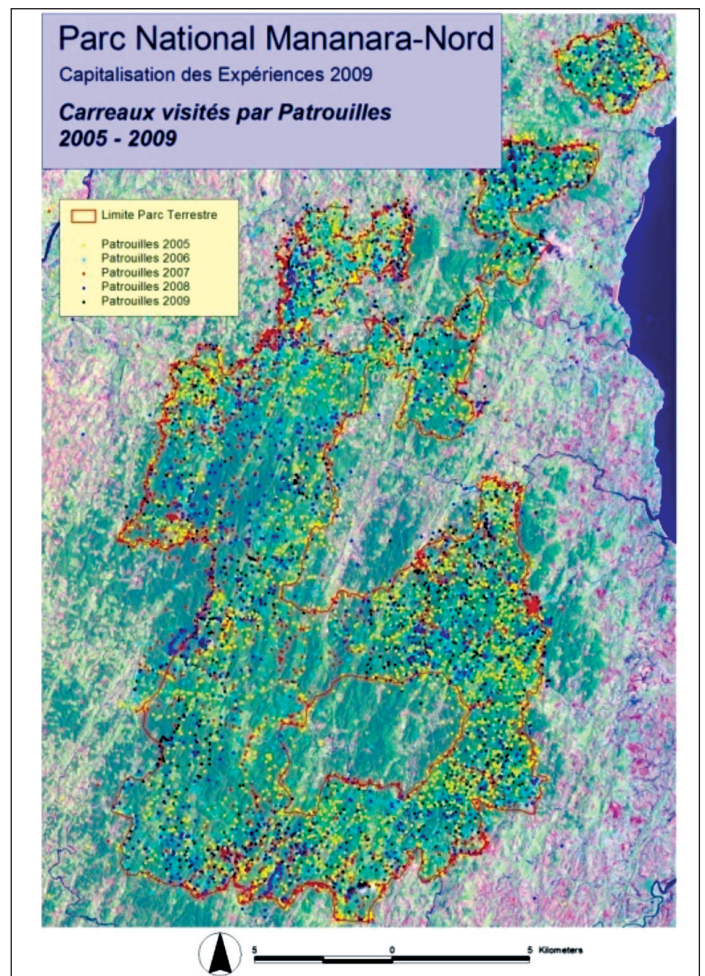 Parc National Mananara-Nord
Capitalisation des Expériences 2009
Carreaux visités par Patrouilles
2005 - 2009
Limite Parc Terrestre
Patrouilles 2005
Patrouilles 2006
Patrouilles 2007
Patrouilles 2008
Patrouilles 2009
5 0 5 Kilometers